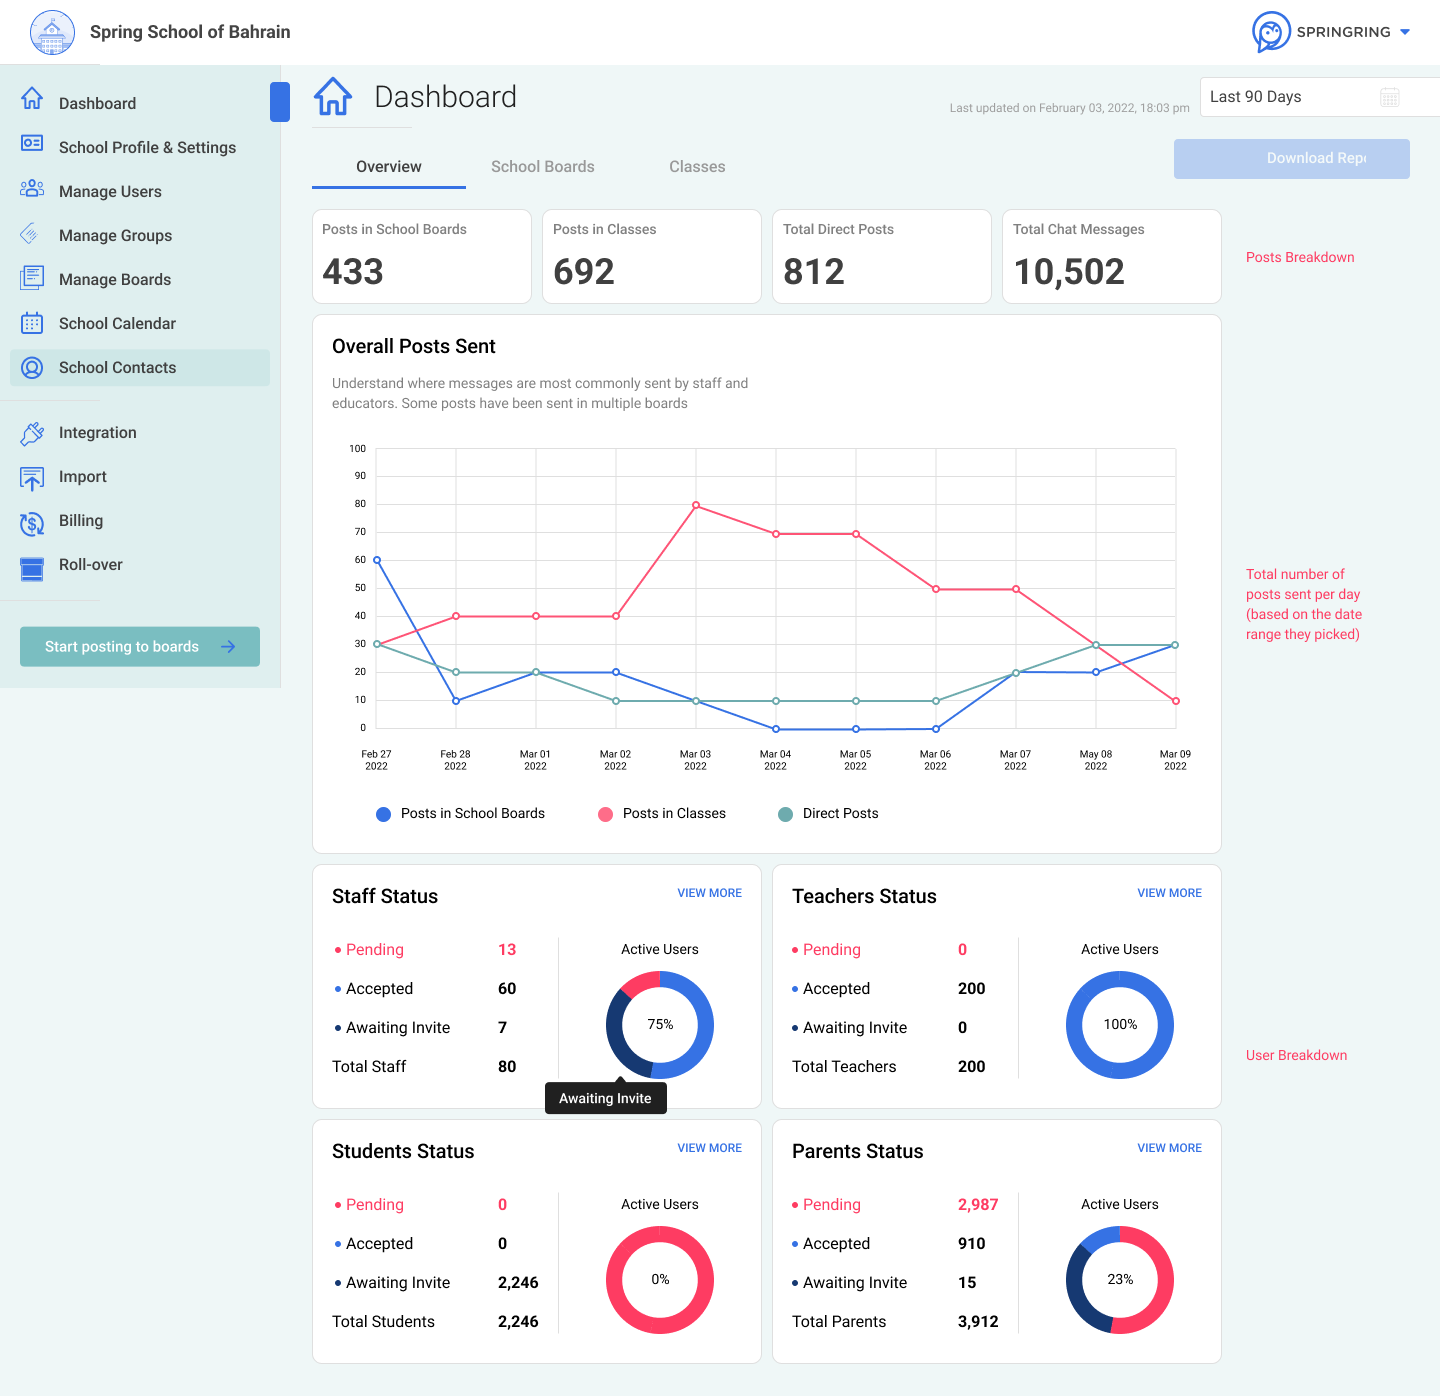 Spring School of Bahrain
SPRINGRING
Dashboard
School Profile & Settings
Manage Users
Manage Groups
Manage Boards
School Calendar
School Contacts
Integration
Import
Billing
Roll-over
Start posting to boards
Dashboard
Last updated on February 03, 2022, 18:03 pm
Last 90 Days
Overview
School Boards
Classes
Download Repo
Posts in School Boards
433
Posts in Classes
692
Total Direct Posts
812
Total Chat Messages
10,502
Posts Breakdown
Overall Posts Sent
Understand where messages are most commonly sent by staff and
educators. Some posts have been sent in multiple boards
100
90
80
70
60
50
40
30
20
10
0
Feb 27
2022
Feb 28
2022
Mar 01
2022
Mar 02
2022
Mar 03
2022
Mar 04
2022
Mar 05
2022
Mar 06
2022
Mar 07
2022
May 08
2022
Mar 09
2022
Posts in School Boards
Posts in Classes
Direct Posts
Total number of
posts sent per day
(based on the date
range they picked)
Staff Status
VIEW MORE
Pending 13
Accepted 60
Awaiting Invite 7
Total Staff 80
Active Users
75%
Awaiting Invite
Teachers Status
VIEW MORE
Pending 0
Accepted 200
Awaiting Invite 0
Total Teachers 200
Active Users
100%
User Breakdown
Students Status
VIEW MORE
Pending 0
Accepted 0
Awaiting Invite 2,246
Total Students 2,246
Active Users
0%
Parents Status
VIEW MORE
Pending 2,987
Accepted 910
Awaiting Invite 15
Total Parents 3,912
Active Users
23%